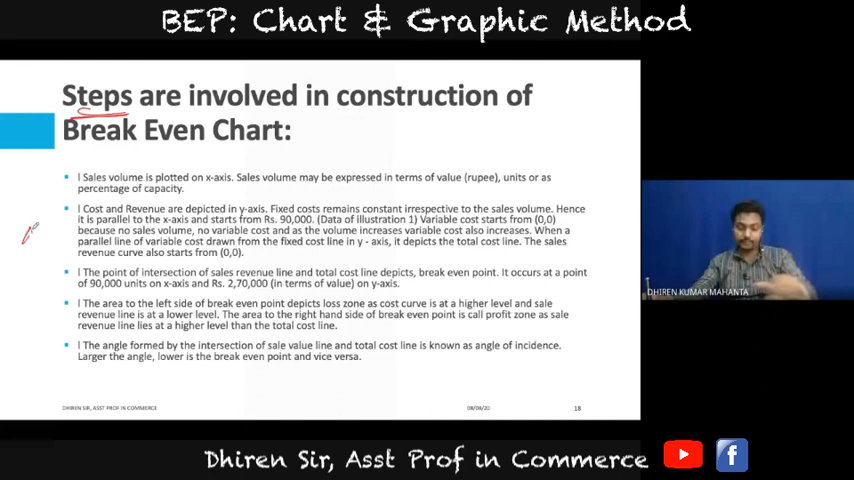 BEP: Chart & Graphic Method
Steps are involved in construction of
Break Even Chart:
l Sales volume is plotted on x-axis. Sales volume may be expressed in terms of value (rupee), units or as
percentage of capacity.
l Cost and Revenue are depicted in y-axis. Fixed costs remains constant irrespective to the sales volume. Hence
it is parallel to the x-axis and starts from Rs. 90,000. (Data of illustration 1) Variable cost starts from (0,0)
because no sales volume, no variable cost and as the volume increases variable cost also increases. When a
parallel line of variable cost drawn from the fixed cost line in y - axis, it depicts the total cost line. The sales
revenue curve also starts from (0,0).
l The point of intersection of sales revenue line and total cost line depicts, break even point. It occurs at a point
of 90,000 units on x-axis and Rs. 2,70,000 (in terms of value) on y-axis.
l The area to the left side of break even point depicts loss zone as cost curve is at a higher level and sale
revenue line is at a lower level. The area to the right hand side of break even point is call profit zone as sale
revenue line lies at a higher level than the total cost line.
l The angle formed by the intersection of sale value line and total cost line is known as angle of incidence.
Larger the angle, lower is the break even point and vice versa.
DHIREN KUMAR MAHANTA
DHIREN SIR, ASST PROF IN COMMERCE
08/08/20
18
Dhiren Sir, Asst Prof in Commerce